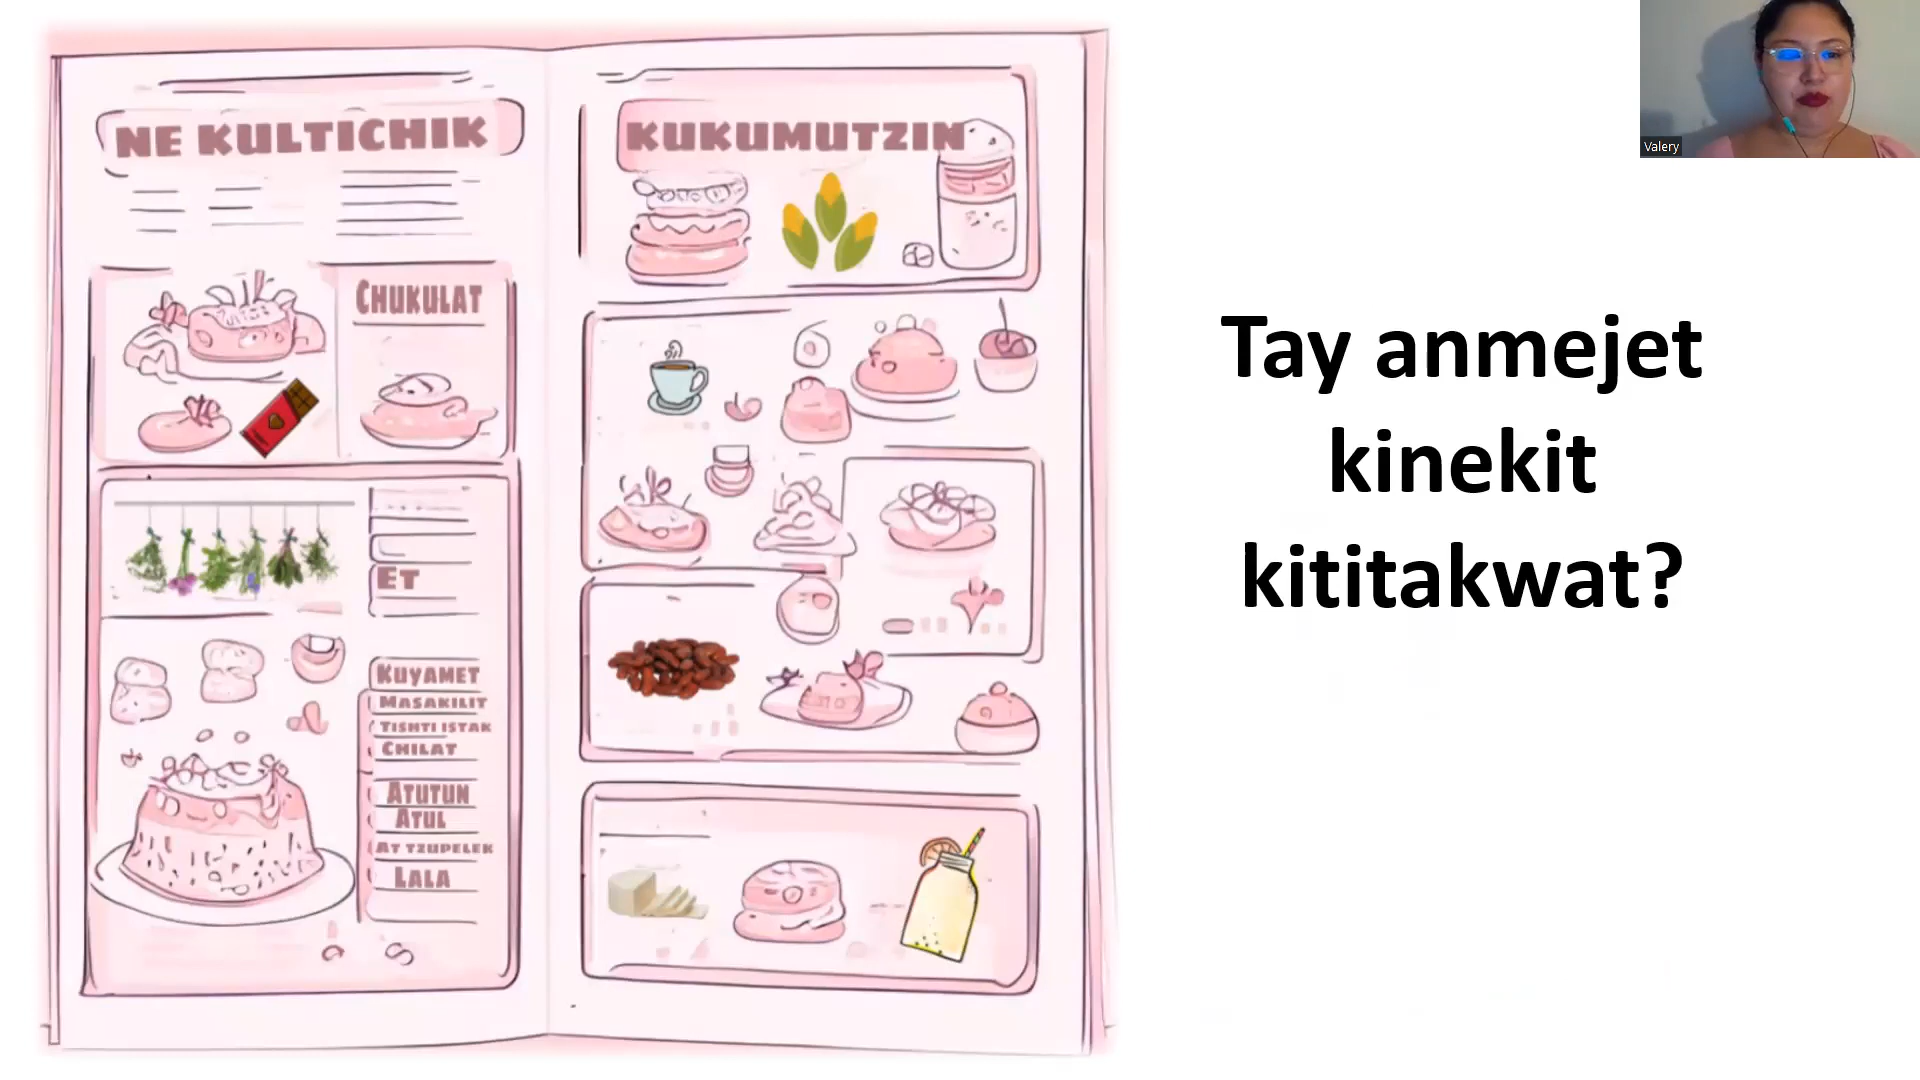 NE KULTICHIK
CHUKULAT
ET
KUYAMET
MASAKILIT
TISHTI ISTAK
CHILAT
ATUTUN
ATUL
AT TZUPELEK
LALA
KUKUMUTZIN
Tay anmejet
kinekit
kititakwat?
Valery